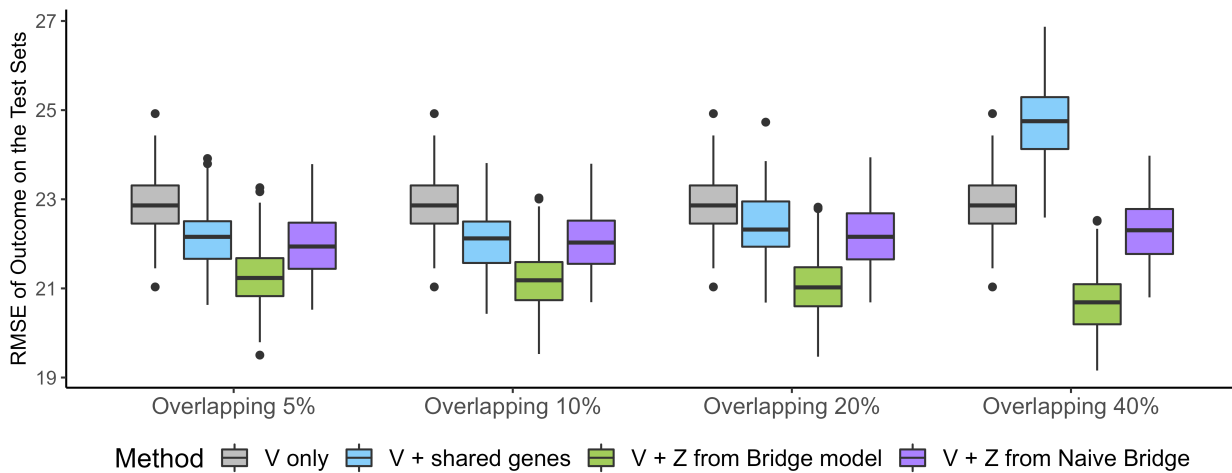 RMSE of Outcome on the Test Sets
27
25
23
21
19
Overlapping 5%
Overlapping 10%
Overlapping 20%
Overlapping 40%
Method
V only
V + shared genes
V + Z from Bridge model
V + Z from Naive Bridge